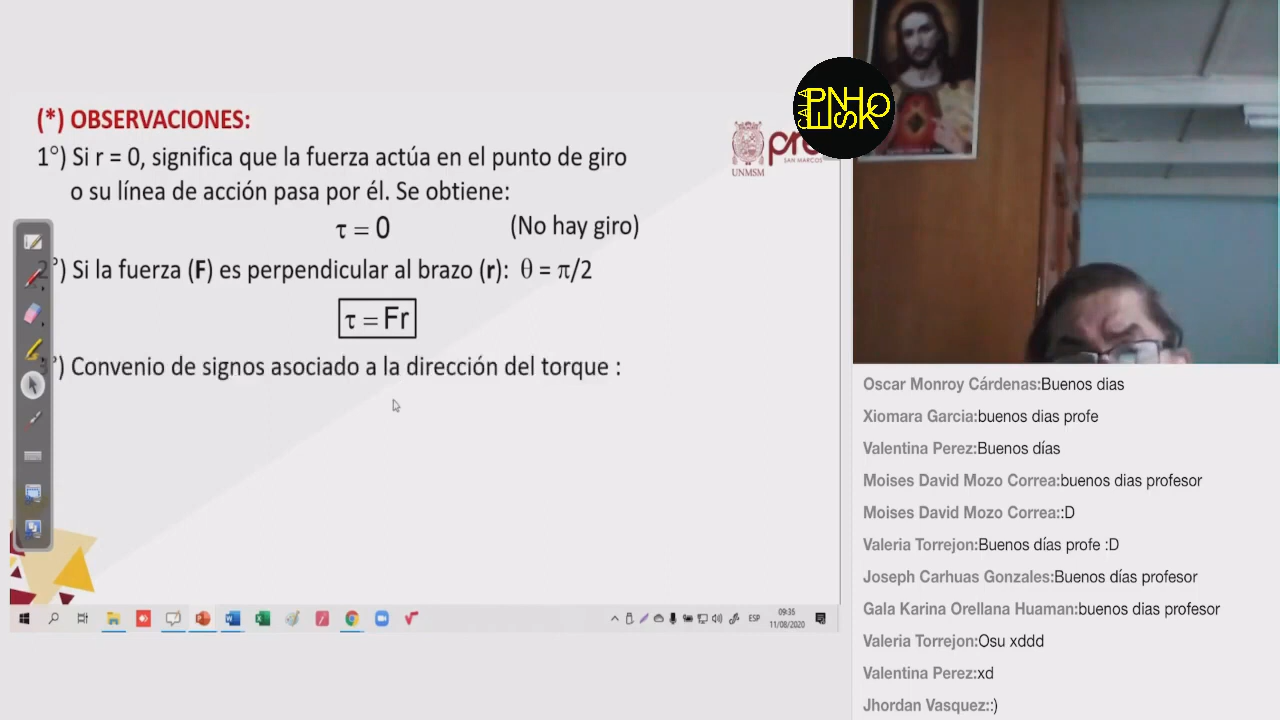 (*) OBSERVACIONES:
1°) Si r = 0, significa que la fuerza actúa en el punto de giro
o su línea de acción pasa por él. Se obtiene:
τ = 0 (No hay giro)
2°) Si la fuerza (F) es perpendicular al brazo (r): θ = π/2
τ = Fr
3°) Convenio de signos asociado a la dirección del torque :
UNMSM
pre
SAN MARCOS
CALA
PENHSKO
ESP
09:35
11/08/2020
Oscar Monroy Cárdenas:Buenos dias
Xiomara Garcia:buenos dias profe
Valentina Perez:Buenos días
Moises David Mozo Correa:buenos dias profesor
Moises David Mozo Correa::D
Valeria Torrejon:Buenos días profe :D
Joseph Carhuas Gonzales:Buenos días profesor
Gala Karina Orellana Huaman:buenos dias profesor
Valeria Torrejon:Osu xddd
Valentina Perez:xd
Jhordan Vasquez::)